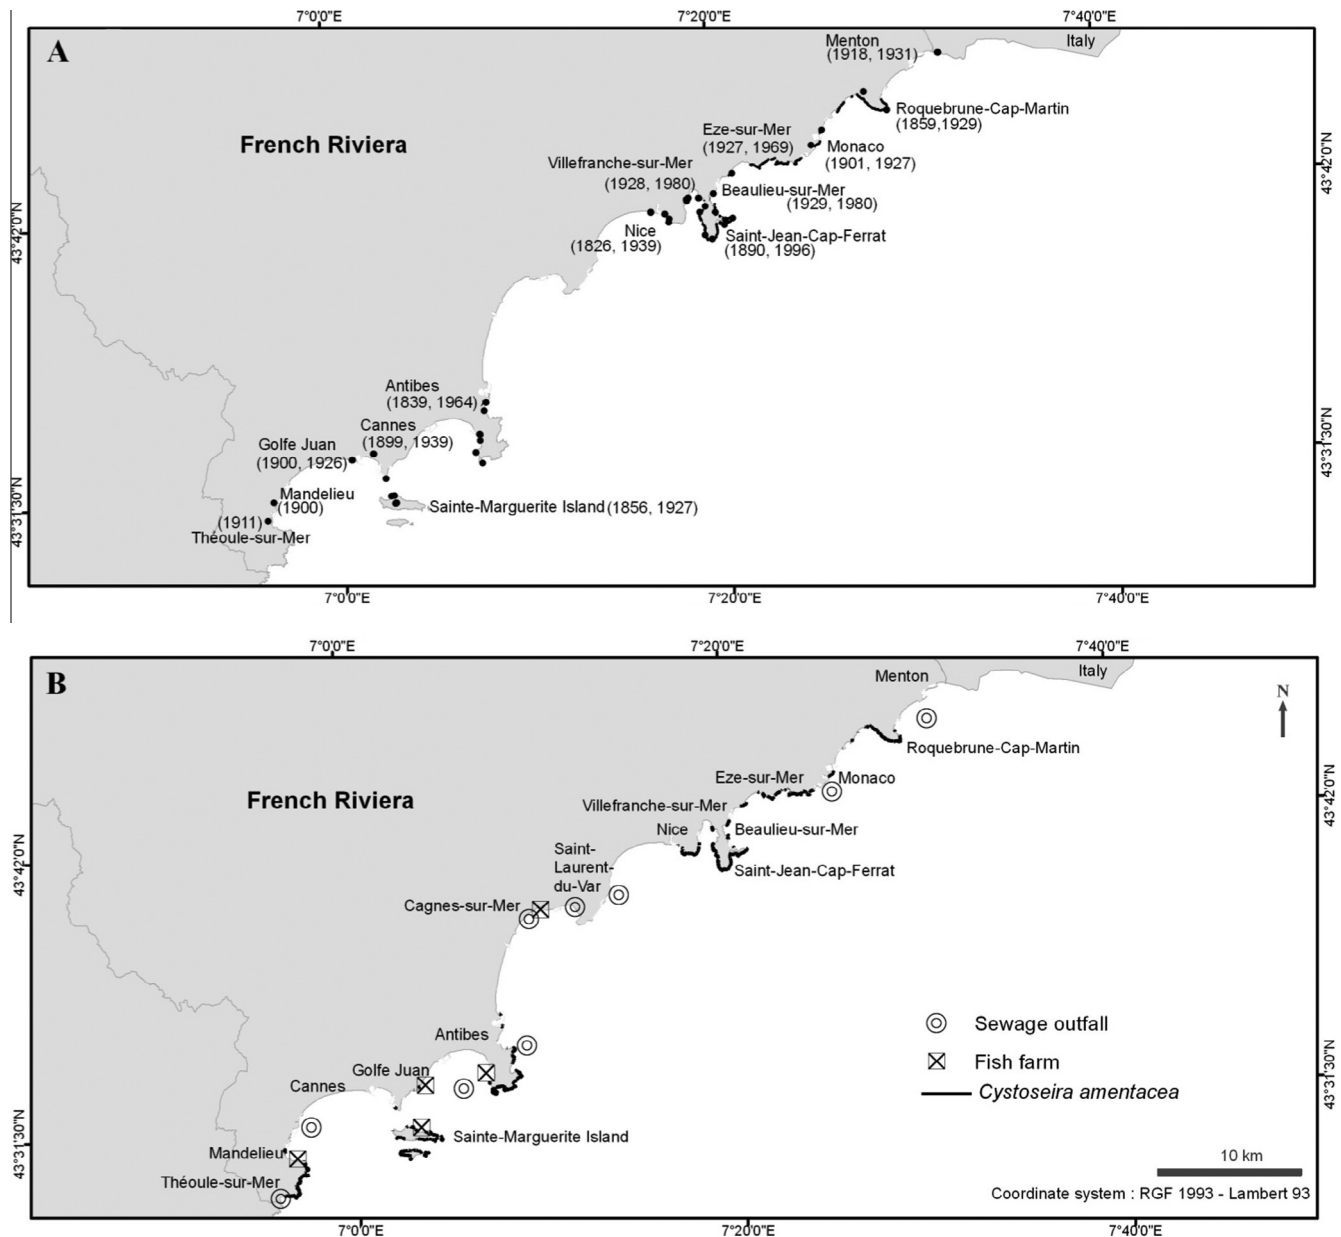 7°0'0"E
7°20'0"E
7°40'0"E
A
Menton
(1918, 1931)
Italy
French Riviera
Roquebrune-Cap-Martin
(1859,1929)
Eze-sur-Mer
(1927, 1969)
Monaco
(1901, 1927)
Villefranche-sur-Mer
(1928, 1980)
Beaulieu-sur-Mer
(1929, 1980)
43°42'0"N
43°42'0"N
Nice
(1826, 1939)
Saint-Jean-Cap-Ferrat
(1890, 1996)
Antibes
(1839, 1964)
Cannes
(1899, 1939)
Golfe Juan
(1900, 1926)
43°31'30"N
Mandelieu
(1900)
Sainte-Marguerite Island (1856, 1927)
(1911)
Théoule-sur-Mer
43°31'30"N
7°0'0"E
7°20'0"E
7°40'0"E
7°0'0"E
7°20'0"E
7°40'0"E
B
Menton
Italy
N
Roquebrune-Cap-Martin
Eze-sur-Mer
Monaco
French Riviera
Villefranche-sur-Mer
43°42'0"N
Nice
Beaulieu-sur-Mer
Saint-
Laurent-
du-Var
Saint-Jean-Cap-Ferrat
43°42'0"N
Cagnes-sur-Mer
Antibes
Sewage outfall
Golfe Juan
Fish farm
Cannes
Cystoseira amentacea
43°31'30"N
Sainte-Marguerite Island
43°31'30"N
Mandelieu
10 km
Théoule-sur-Mer
Coordinate system : RGF 1993 - Lambert 93
7°0'0"E
7°20'0"E
7°40'0"E